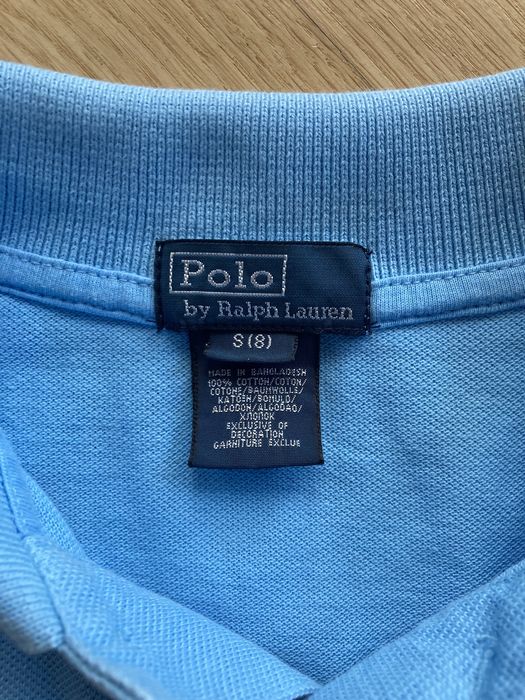 Polo
by Ralph Lauren
S (8)
MADE IN BANGLADESH
100% COTTON/COTON/
COTONE/BAUMWOLLE/
KATOEN/BOMULD/
ALGODON/ALGODAO/
ХЛОПОК
EXCLUSIVE OF
DECORATION
GARNITURE EXCLUE